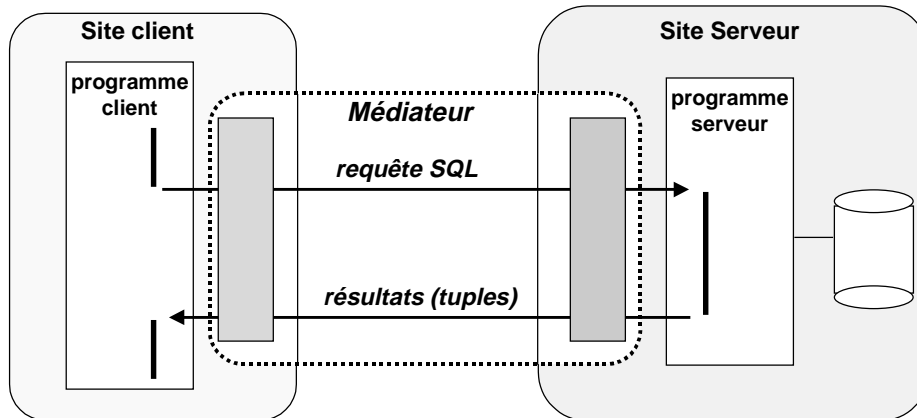 Site client
Site Serveur
programme
client
Médiateur
programme
serveur
requête SQL
résultats (tuples)